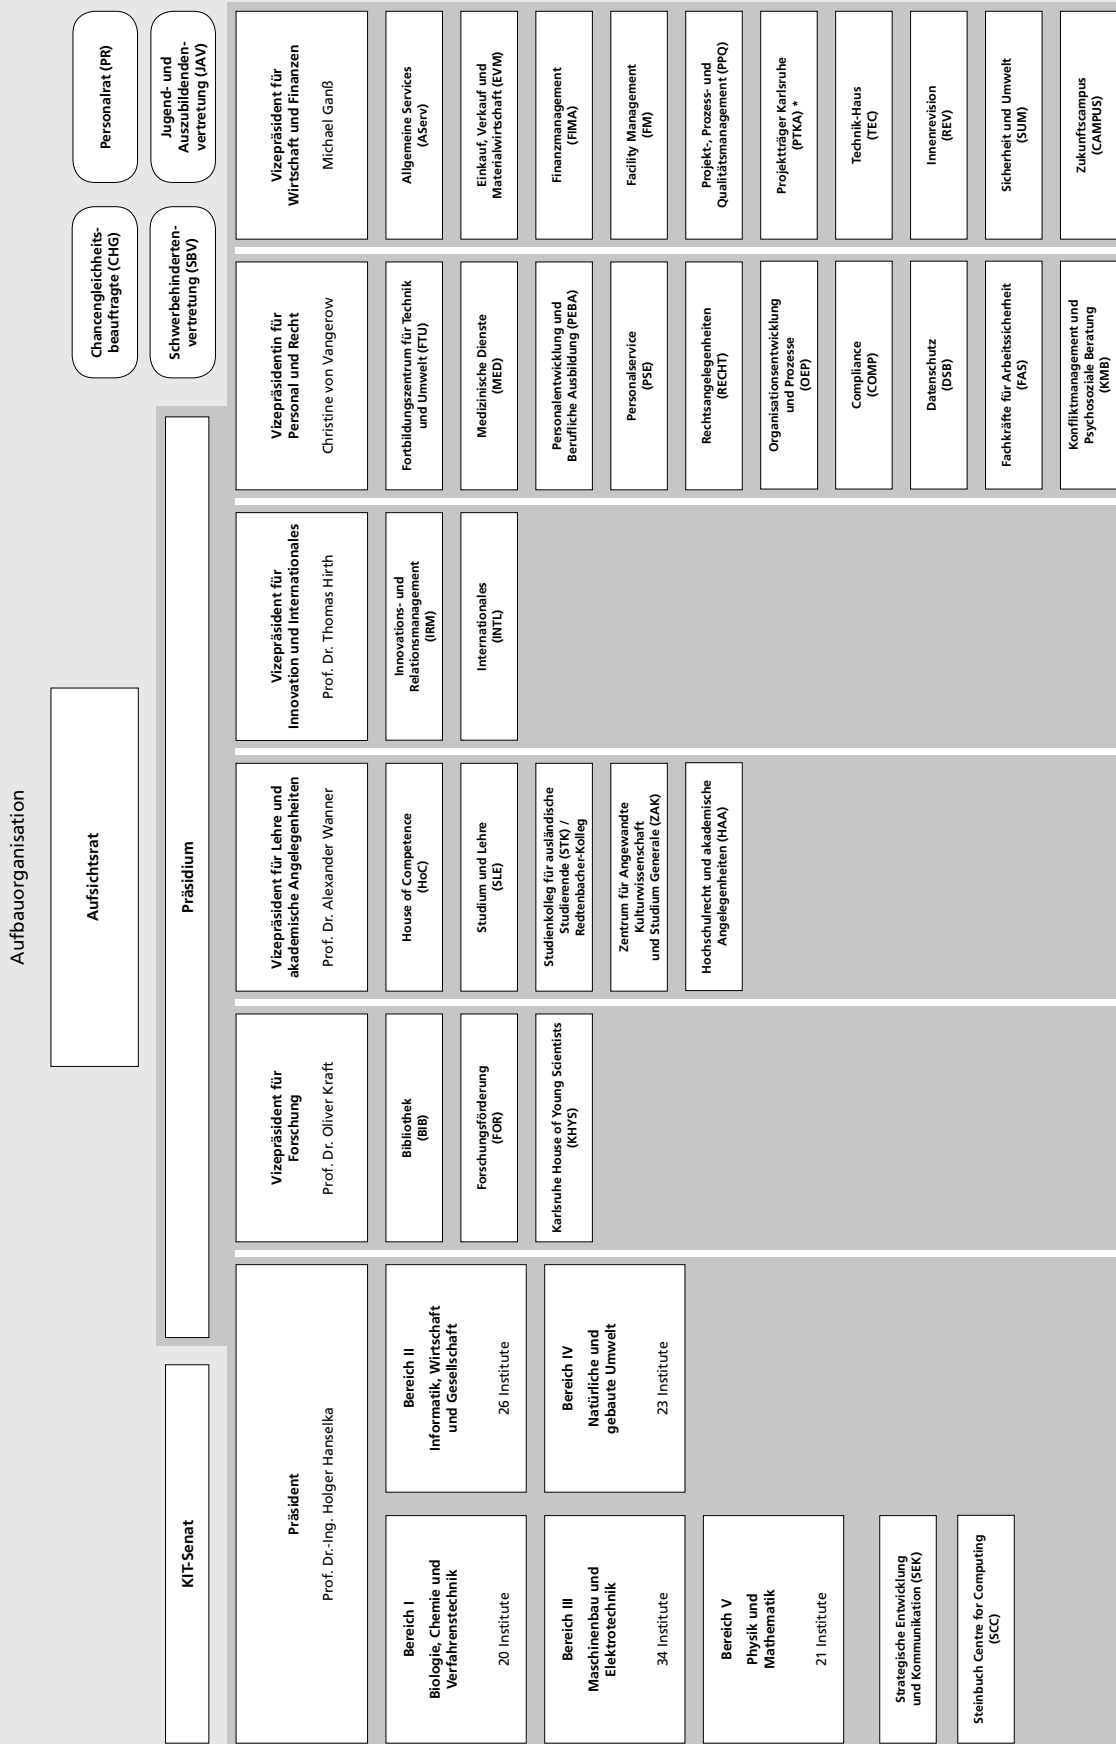 Aufbauorganisation
Aufsichtsrat
Chancengleichheits-
beauftragte (CHG)
Personalrat (PR)
KIT-Senat
Präsidium
Schwerbehinderten-
vertretung (SBV)
Jugend- und
Auszubildenden-
vertretung (JAV)
Präsident
Prof. Dr.-Ing. Holger Hanselka
Bereich I
Biologie, Chemie und
Verfahrenstechnik
20 Institute
Bereich II
Informatik, Wirtschaft
und Gesellschaft
26 Institute
Bereich III
Maschinenbau und
Elektrotechnik
34 Institute
Bereich IV
Natürliche und
gebaute Umwelt
23 Institute
Bereich V
Physik und
Mathematik
21 Institute
Strategische Entwicklung
und Kommunikation (SEK)
Steinbuch Centre for Computing
(SCC)
Vizepräsident für
Forschung
Prof. Dr. Oliver Kraft
Bibliothek
(BIB)
Forschungsförderung
(FOR)
Karlsruhe House of Young Scientists
(KHYS)
Vizepräsident für Lehre und
akademische Angelegenheiten
Prof. Dr. Alexander Wanner
House of Competence
(HoC)
Studium und Lehre
(SLE)
Studienkolleg für ausländische
Studierende (STK) /
Redtenbacher-Kolleg
Zentrum für Angewandte
Kulturwissenschaft
und Studium Generale (ZAK)
Hochschulrecht und akademische
Angelegenheiten (HAA)
Vizepräsident für
Innovation und Internationales
Prof. Dr. Thomas Hirth
Innovations- und
Relationsmanagement
(IRM)
Internationales
(INTL)
Vizepräsidentin für
Personal und Recht
Christine von Vangerow
Fortbildungszentrum für Technik
und Umwelt (FTU)
Medizinische Dienste
(MED)
Personalentwicklung und
Berufliche Ausbildung (PEBA)
Personalservice
(PSE)
Rechtsangelegenheiten
(RECHT)
Organisationsentwicklung
und Prozesse
(OEP)
Compliance
(COMP)
Datenschutz
(DSB)
Fachkräfte für Arbeitssicherheit
(FAS)
Konfliktmanagement und
Psychosoziale Beratung
(KMB)
Vizepräsident für
Wirtschaft und Finanzen
Michael Ganß
Allgemeine Services
(AServ)
Einkauf, Verkauf und
Materialwirtschaft (EVM)
Finanzmanagement
(FIMA)
Facility Management
(FM)
Projekt-, Prozess- und
Qualitätsmanagement (PPQ)
Projektträger Karlsruhe
(PTKA) *
Technik-Haus
(TEC)
Innenrevision
(REV)
Sicherheit und Umwelt
(SUM)
Zukunftscampus
(CAMPUS)